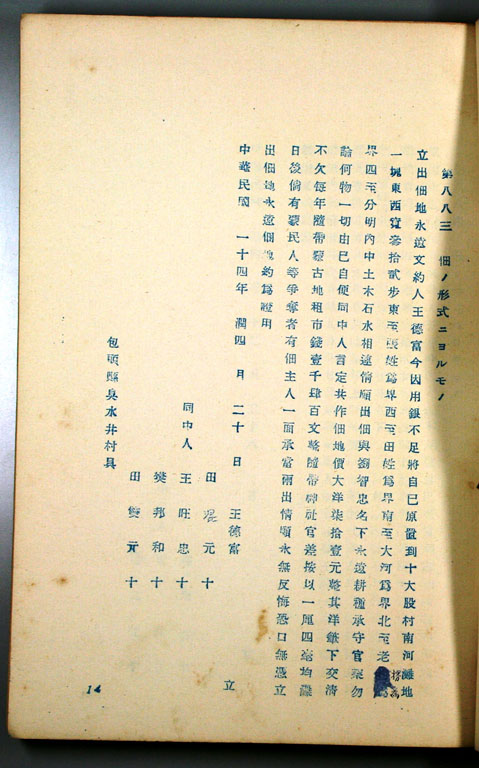 第八八三　佃ノ形式ニヨルモノ
立出佃地永遠文約人王德富今因用銀不足將自己原置到十大股村南河灘地
一塊東西寬叁拾貳步東至張姓爲界西至田姓爲界南至大河爲界北至老
界四至分明內中土木石水相連情願出佃與劉智忠名下永遠耕種承守官渠勿
論何物一切由已自便同中人言定共作佃地價大洋柒拾壹元整其洋錢下交清
不欠每年隨帶蒙古地租市錢壹千肆百文整隨帶神社官差按以一厘四毫均攤
日後倘有蒙民人等爭奪者有佃主人一面承當兩出情願永無反悔恐口無憑立
出佃地永遠佃地約爲證用
中華民國　一十四年　潤四　月　二十　日　王德富　立
田　元十
同中人　王旺忠十
邦和十
田　元十
包頭縣臭水井村具
14